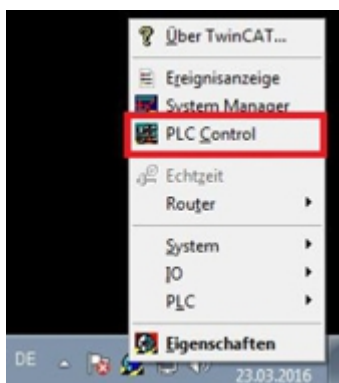 Über TwinCAT...
Ereignisanzeige
System Manager
PLC Control
Echtzeit
Router
System
IO
PLC
Eigenschaften
DE
23.03.2016